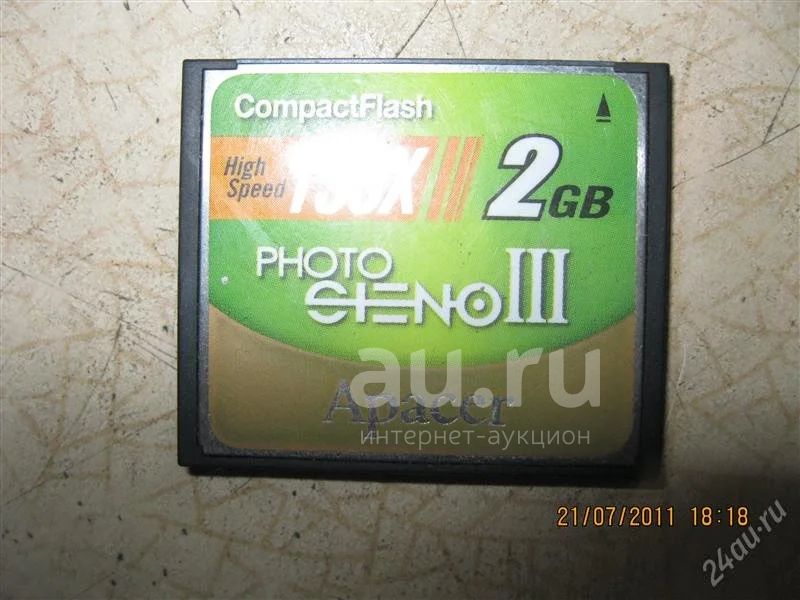 CompactFlash
High
Speed
2GB
PHOTO
STENO III
Apacer
au.ru
интернет-аукцион
21/07/2011 18:18
24au.ru